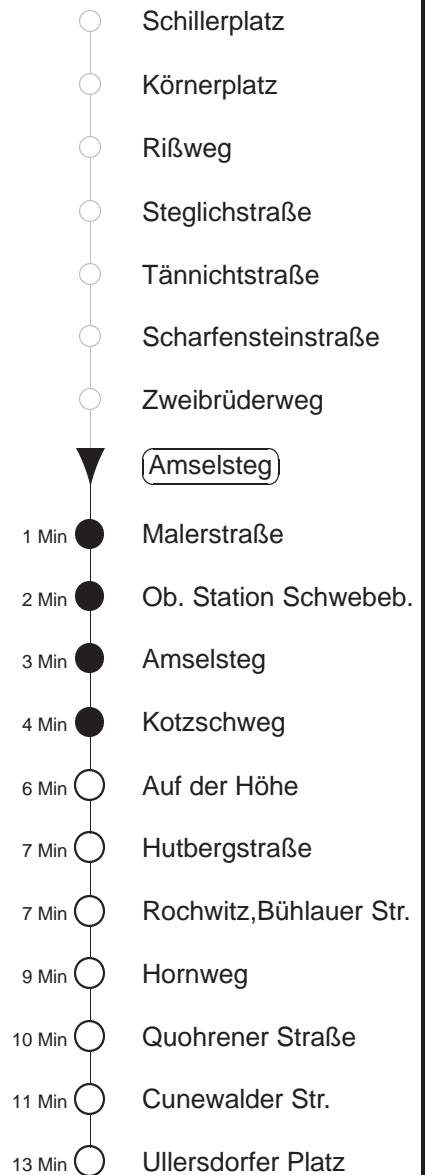 Schillerplatz
Körnerplatz
Rißweg
Steglichstraße
Tännichtstraße
Scharfensteinstraße
Zweibrüderweg
Amselsteg
1 Min Malerstraße
2 Min Ob. Station Schwebeb.
3 Min Amselsteg
4 Min Kotzschweg
6 Min Auf der Höhe
7 Min Hutbergstraße
7 Min Rochwitz,Bühlauer Str.
9 Min Hornweg
10 Min Quohrener Straße
11 Min Cunewalder Str.
13 Min Ullersdorfer Platz